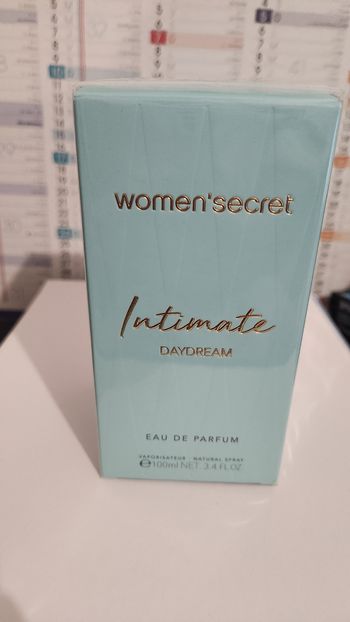 women'secret
Intimate
DAYDREAM
EAU DE PARFUM
VAPORISATEUR - NATURAL SPRAY
℮100ml NET. 3.4 FL.OZ.